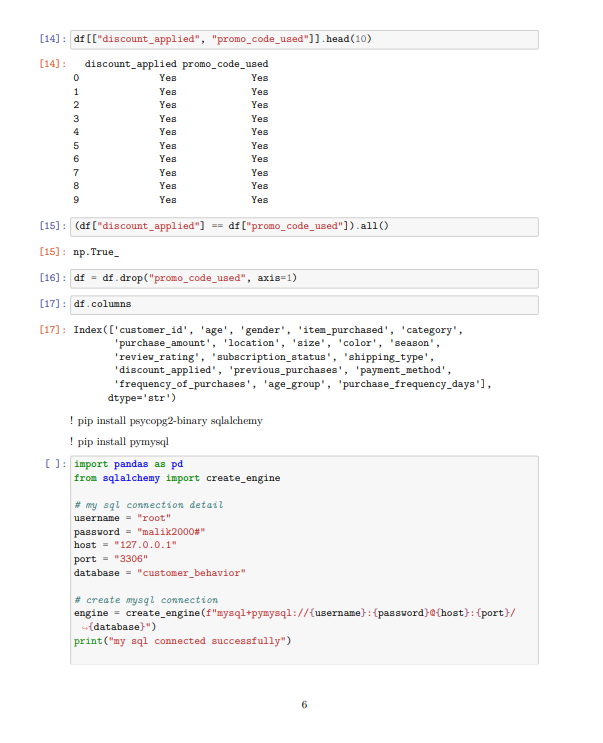 [14]: df[["discount_applied", "promo_code_used"]].head(10)
[14]: discount_applied promo_code_used
0 Yes Yes
1 Yes Yes
2 Yes Yes
3 Yes Yes
4 Yes Yes
5 Yes Yes
6 Yes Yes
7 Yes Yes
8 Yes Yes
9 Yes Yes
[15]: (df["discount_applied"] == df["promo_code_used"]).all()
[15]: np.True_
[16]: df = df.drop("promo_code_used", axis=1)
[17]: df.columns
[17]: Index(['customer_id', 'age', 'gender', 'item_purchased', 'category',
'purchase_amount', 'location', 'size', 'color', 'season',
'review_rating', 'subscription_status', 'shipping_type',
'discount_applied', 'previous_purchases', 'payment_method',
'frequency_of_purchases', 'age_group', 'purchase_frequency_days'],
dtype='str')
! pip install psycopg2-binary sqlalchemy
! pip install pymysql
[ ]: import pandas as pd
from sqlalchemy import create_engine
# my sql connection detail
username = "root"
password = "malik2000#"
host = "127.0.0.1"
port = "3306"
database = "customer_behavior"
# create mysql connection
engine = create_engine(f"mysql+pymysql://{username}:{password}@{host}:{port}/
↪{database}")
print("my sql connected successfully")
6